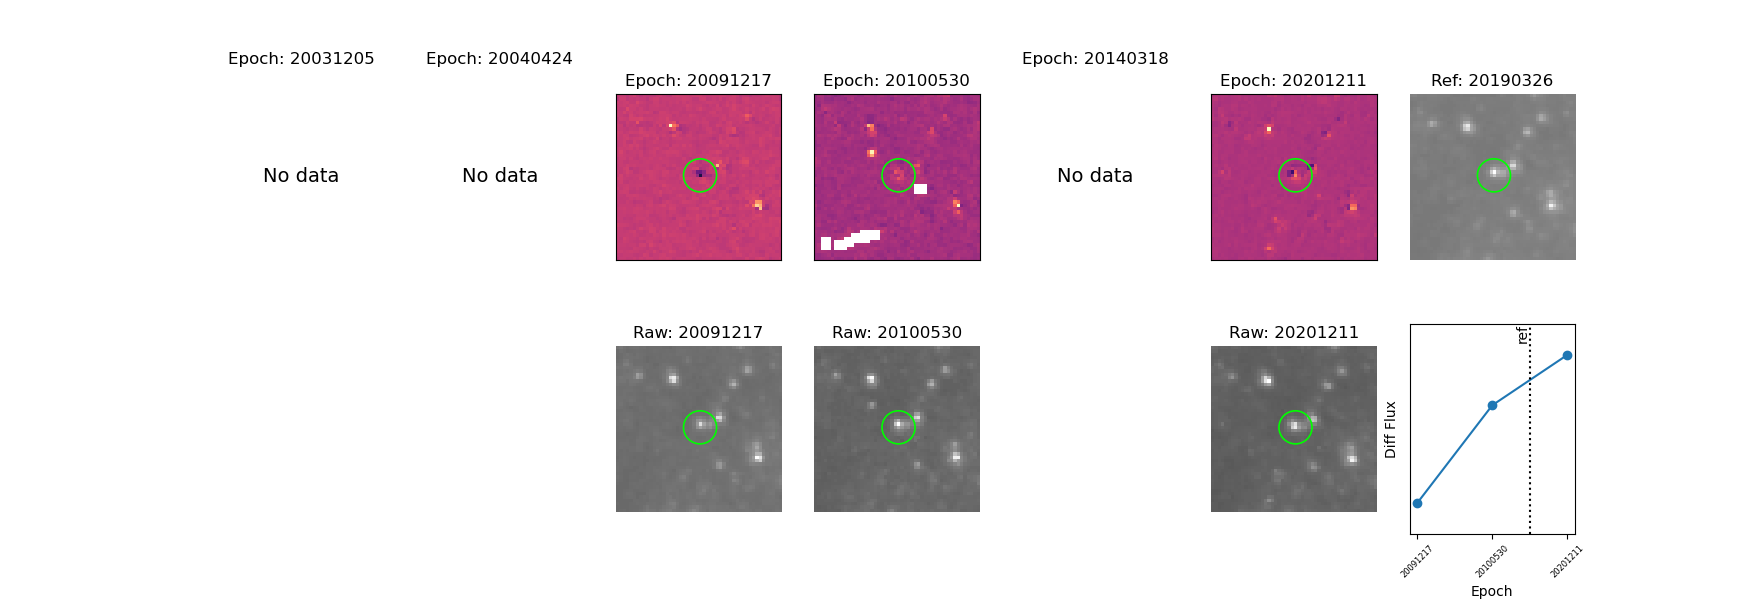 Epoch: 20031205
Epoch: 20040424
Epoch: 20140318
Epoch: 20091217
Epoch: 20100530
Epoch: 20201211
Ref: 20190326
No data
No data
No data
Raw: 20091217
Raw: 20100530
Raw: 20201211
ref
Diff Flux
20091217
20100530
20201211
Epoch